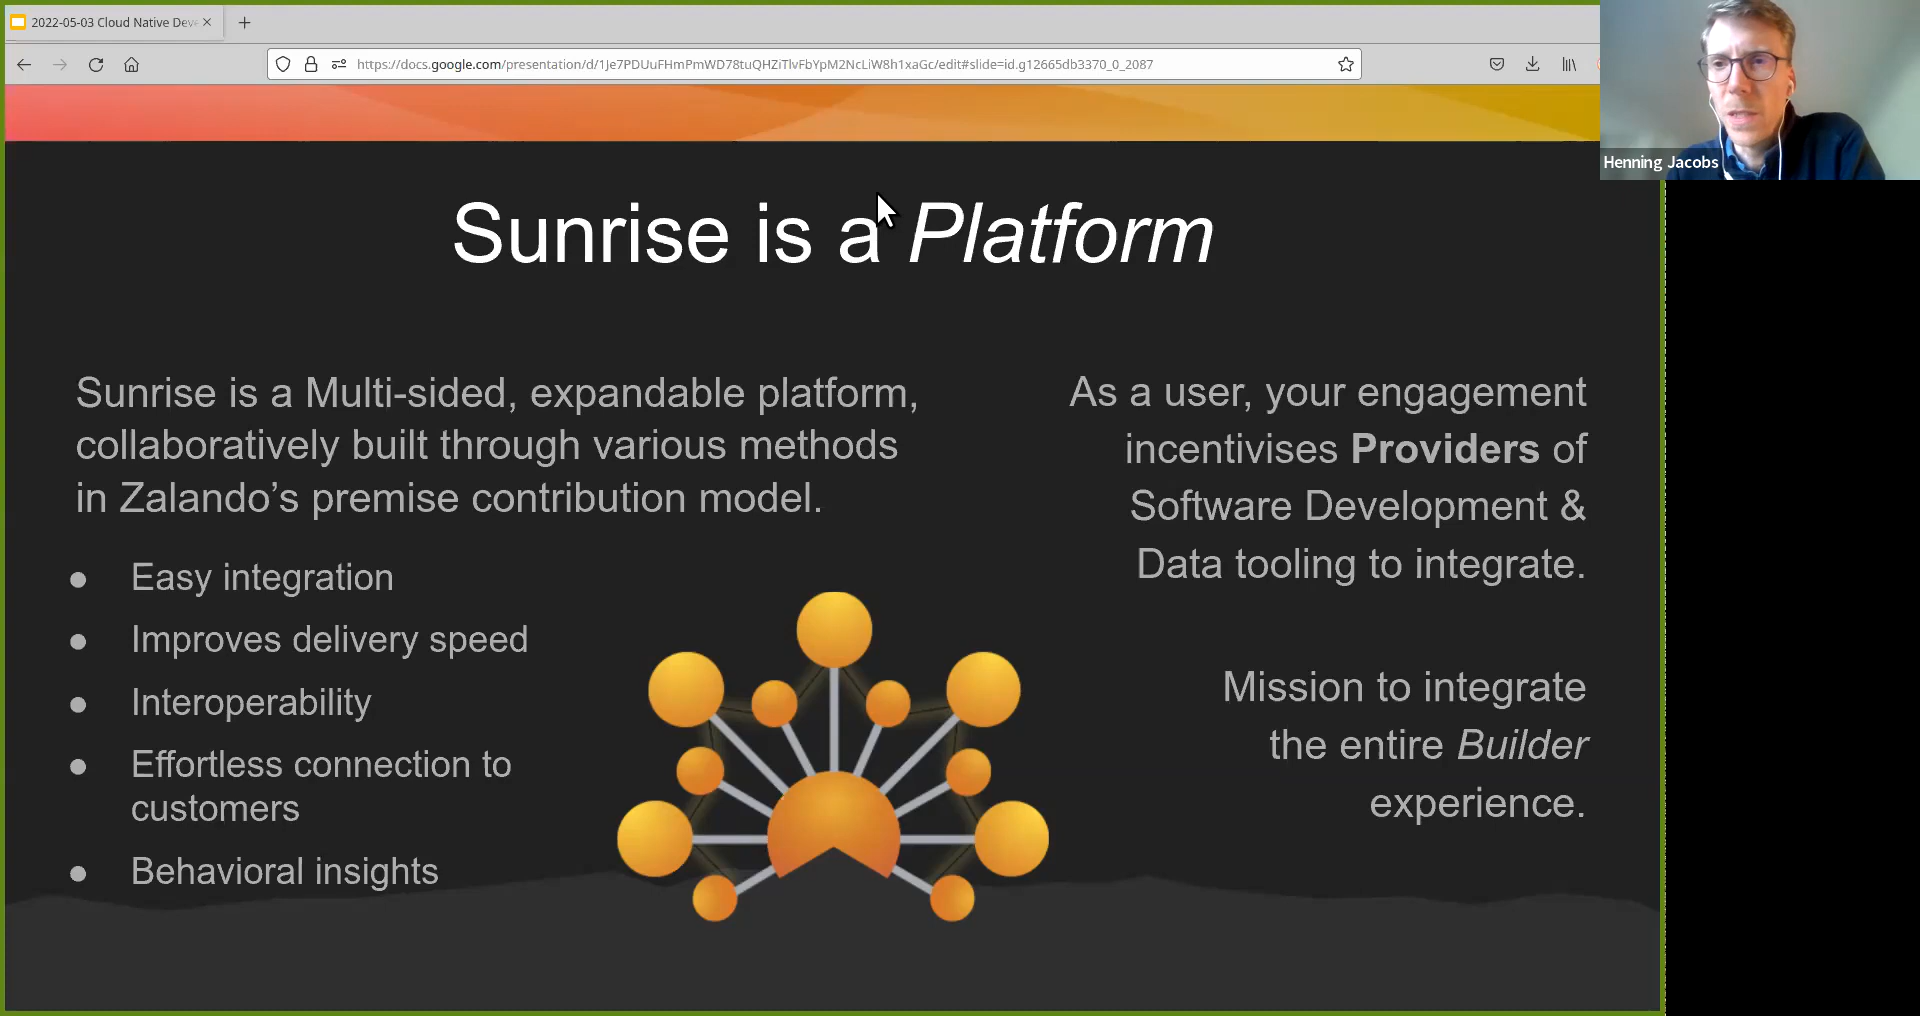 2022-05-03 Cloud Native Dev
https://docs.google.com/presentation/d/1Je7PDUuFHmPmWD78tuQHZiTlvFbYpM2NcLiW8h1xaGc/edit#slide=id.g12665db3370_0_2087
Henning Jacobs
Sunrise is a Platform
Sunrise is a Multi-sided, expandable platform,
collaboratively built through various methods
in Zalando’s premise contribution model.
● Easy integration
● Improves delivery speed
● Interoperability
● Effortless connection to
customers
● Behavioral insights
As a user, your engagement
incentivises Providers of
Software Development &
Data tooling to integrate.
Mission to integrate
the entire Builder
experience.